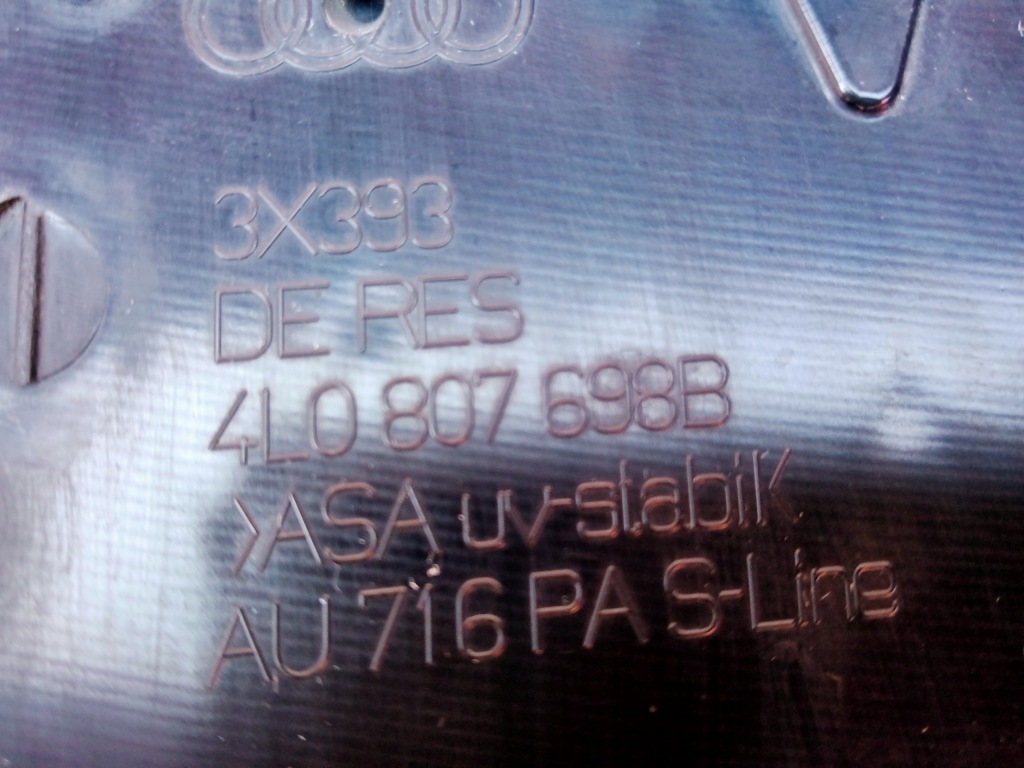 3X393
DE RES
4L0 807 698B
>ASA uv-stabil<
AU 716 PA S-Line